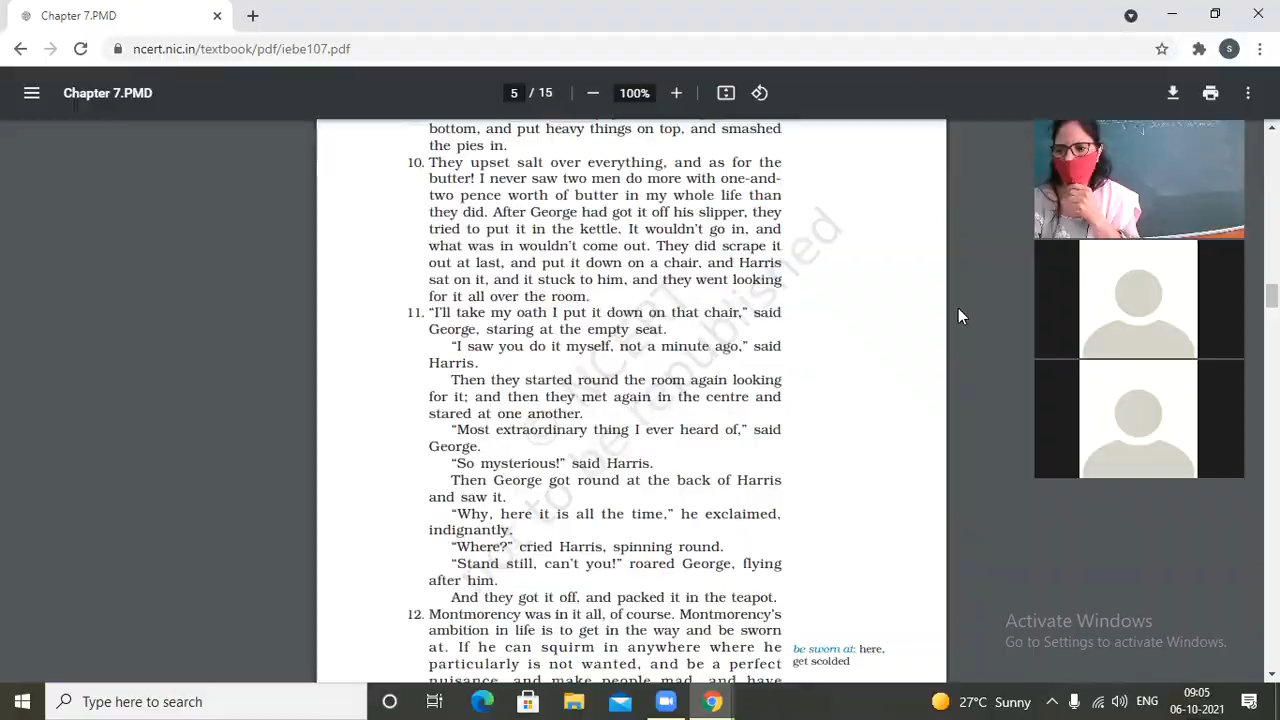 Chapter 7.PMD
ncert.nic.in/textbook/pdf/iebe107.pdf
S
Chapter 7.PMD
5 / 15
100%
bottom, and put heavy things on top, and smashed
the pies in.
10. They upset salt over everything, and as for the
butter! I never saw two men do more with one-and-
two pence worth of butter in my whole life than
they did. After George had got it off his slipper, they
tried to put it in the kettle. It wouldn't go in, and
what was in wouldn't come out. They did scrape it
out at last, and put it down on a chair, and Harris
sat on it, and it stuck to him, and they went looking
for it all over the room.
11. “I'll take my oath I put it down on that chair,” said
George, staring at the empty seat.
“I saw you do it myself, not a minute ago,” said
Harris.
Then they started round the room again looking
for it; and then they met again in the centre and
stared at one another.
“Most extraordinary thing I ever heard of,” said
George.
“So mysterious!” said Harris.
Then George got round at the back of Harris
and saw it.
“Why, here it is all the time,” he exclaimed,
indignantly.
“Where?” cried Harris, spinning round.
“Stand still, can't you!” roared George, flying
after him.
And they got it off, and packed it in the teapot.
12. Montmorency was in it all, of course. Montmorency's
ambition in life is to get in the way and be sworn
at. If he can squirm in anywhere where he
particularly is not wanted, and be a perfect
nuisance, and make people mad, and have
be sworn at: here,
get scolded
© NCERT
not to be republished
Activate Windows
Go to Settings to activate Windows.
Type here to search
27°C Sunny
ENG
09:05
06-10-2021